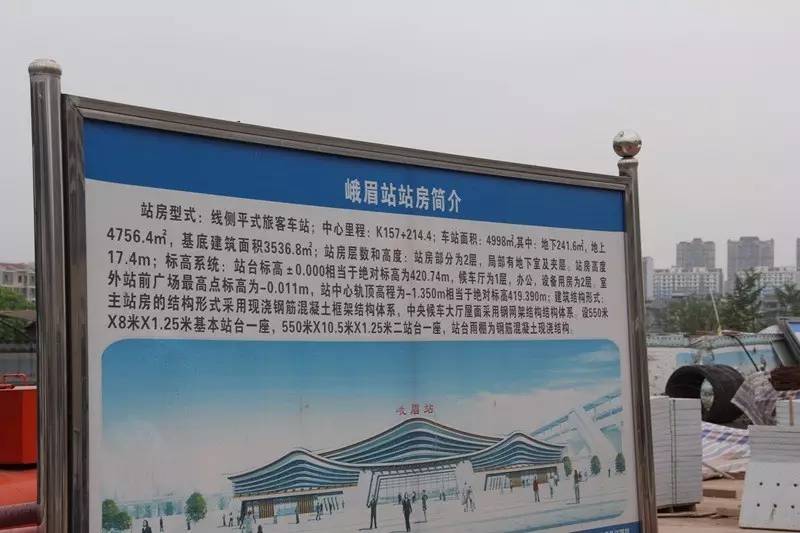 峨眉站站房简介
站房型式：线侧平式旅客车站；中心里程：K157+214.4；车站面积：4998㎡,其中：地下241.6㎡，地上
4756.4㎡，基底建筑面积3536.8㎡；站房层数和高度：站房部分为2层，局部有地下室及夹层。站房高度
17.4m；标高系统：站台标高±0.000相当于绝对标高为420.74m，候车厅为1层，办公，设备用房为2层。室
外站前广场最高点标高为-0.011m，站中心轨顶高程为-1.350m相当于绝对标高419.390m；建筑结构形式：
主站房的结构形式采用现浇钢筋混凝土框架结构体系，中央候车大厅屋面采用钢网架结构结构体系。设550米
X8米X1.25米基本站台一座，550米X10.5米X1.25米二站台一座，站台雨棚为钢筋混凝土现浇结构。
峨眉站